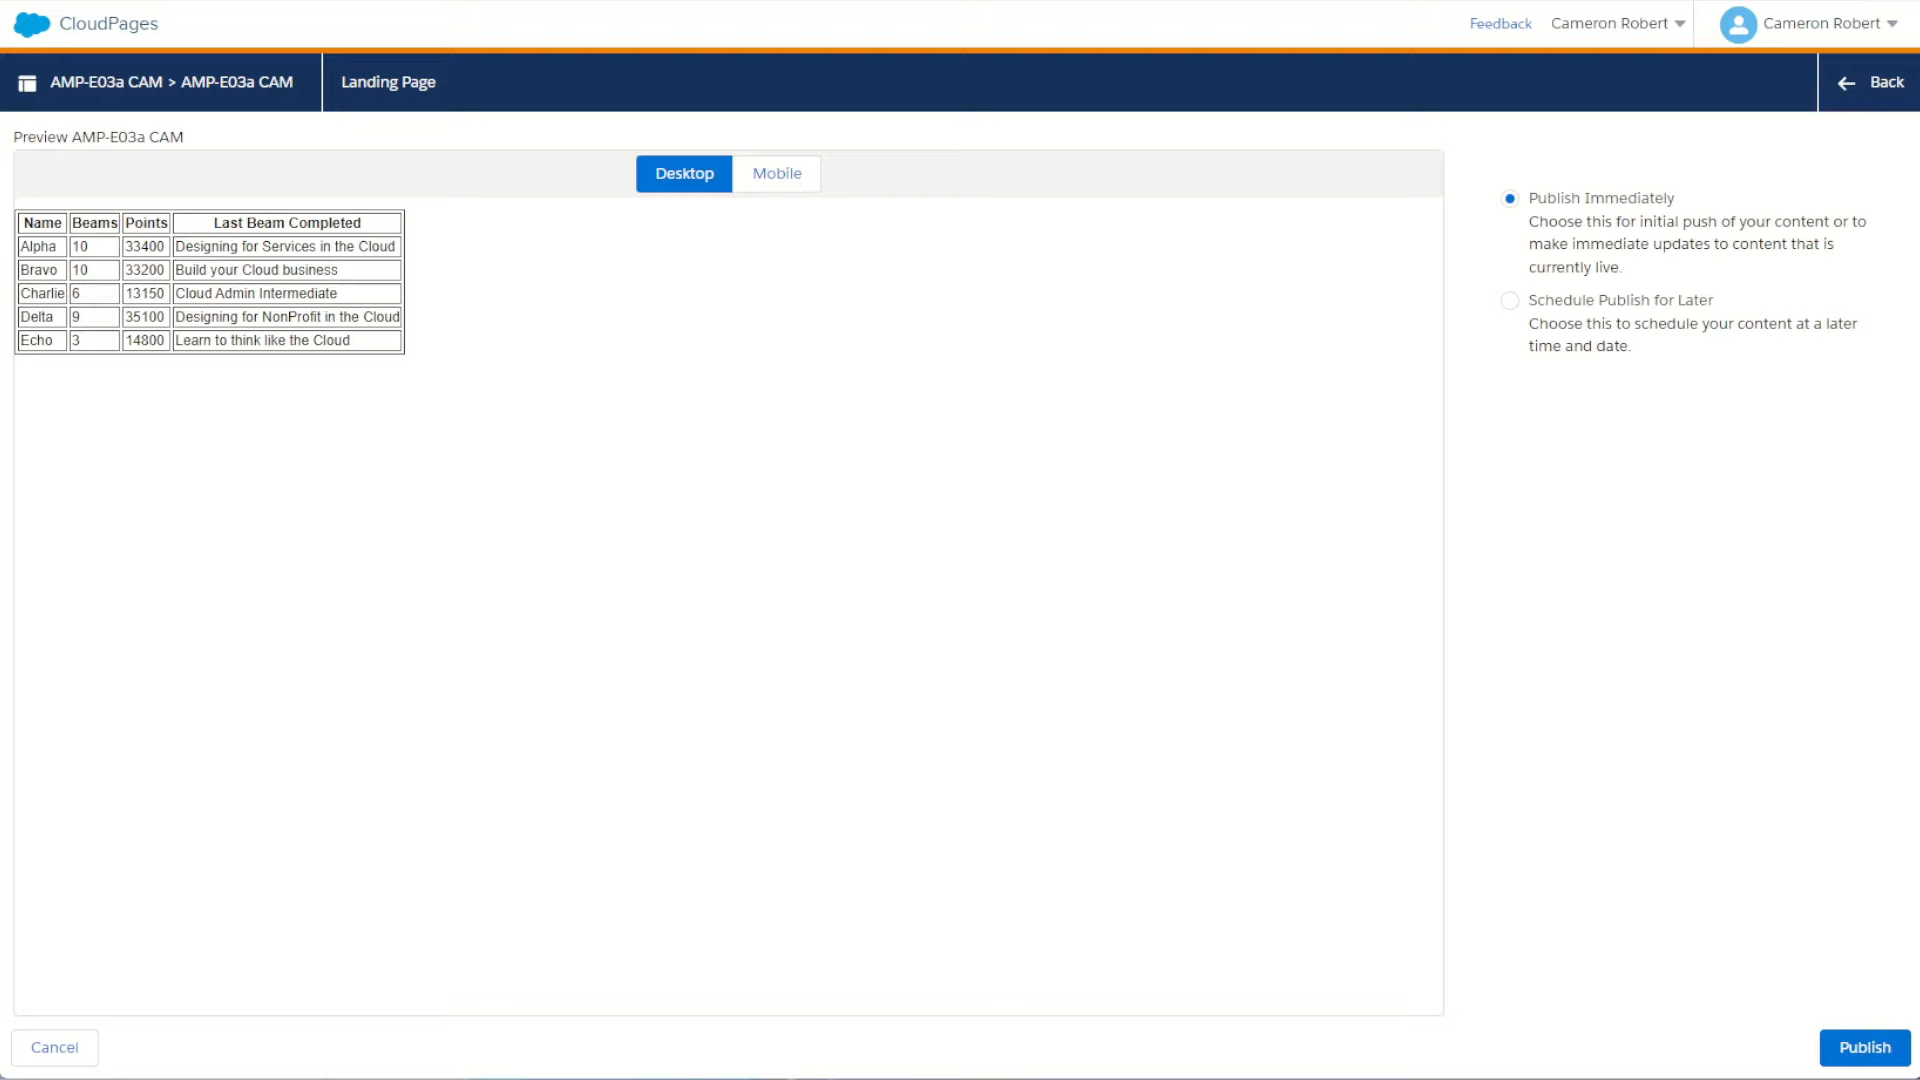 CloudPages
Feedback Cameron Robert Cameron Robert
AMP-E03a CAM > AMP-E03a CAM Landing Page Back
Preview AMP-E03a CAM
Desktop Mobile
Name Beams Points Last Beam Completed
Alpha 10 33400 Designing for Services in the Cloud
Bravo 10 33200 Build your Cloud business
Charlie 6 13150 Cloud Admin Intermediate
Delta 9 35100 Designing for NonProfit in the Cloud
Echo 3 14800 Learn to think like the Cloud
Publish Immediately
Choose this for initial push of your content or to
make immediate updates to content that is
currently live.
Schedule Publish for Later
Choose this to schedule your content at a later
time and date.
Cancel
Publish